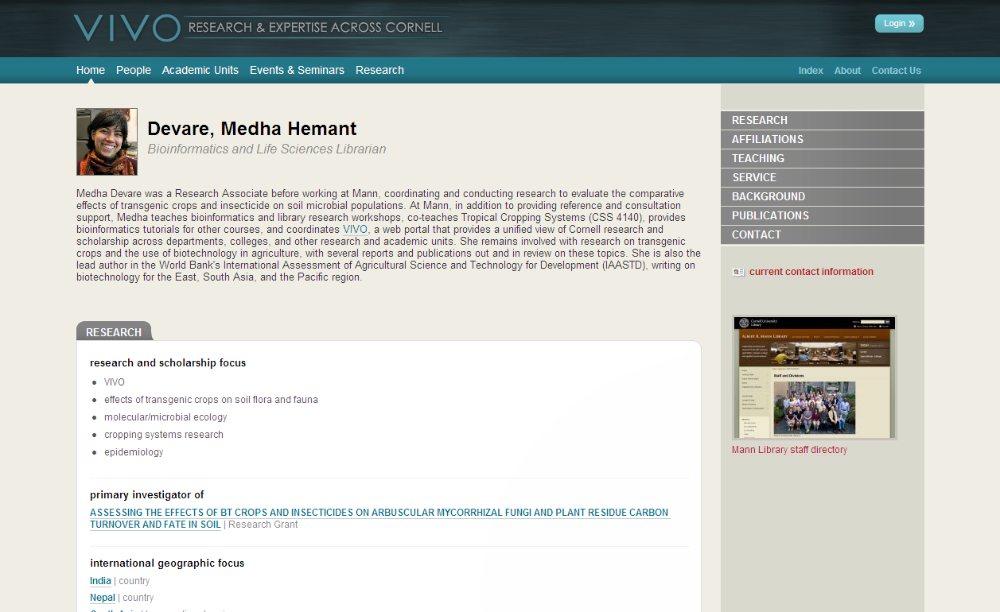 VIVO RESEARCH & EXPERTISE ACROSS CORNELL
Login »
Home People Academic Units Events & Seminars Research
Index About Contact Us
Devare, Medha Hemant
Bioinformatics and Life Sciences Librarian
Medha Devare was a Research Associate before working at Mann, coordinating and conducting research to evaluate the comparative
effects of transgenic crops and insecticide on soil microbial populations. At Mann, in addition to providing reference and consultation
support, Medha teaches bioinformatics and library research workshops, co-teaches Tropical Cropping Systems (CSS 4140), provides
bioinformatics tutorials for other courses, and coordinates VIVO, a web portal that provides a unified view of Cornell research and
scholarship across departments, colleges, and other research and academic units. She remains involved with research on transgenic
crops and the use of biotechnology in agriculture, with several reports and publications out and in review on these topics. She is also the
lead author in the World Bank's International Assessment of Agricultural Science and Technology for Development (IAASTD), writing on
biotechnology for the East, South Asia, and the Pacific region.
RESEARCH
research and scholarship focus
• VIVO
• effects of transgenic crops on soil flora and fauna
• molecular/microbial ecology
• cropping systems research
• epidemiology
primary investigator of
ASSESSING THE EFFECTS OF BT CROPS AND INSECTICIDES ON ARBUSCULAR MYCORRHIZAL FUNGI AND PLANT RESIDUE CARBON
TURNOVER AND FATE IN SOIL | Research Grant
international geographic focus
India | country
Nepal | country
RESEARCH
AFFILIATIONS
TEACHING
SERVICE
BACKGROUND
PUBLICATIONS
CONTACT
current contact information
Cornell University
Library
ALBERT R. MANN LIBRARY
Staff and Divisions
Mann Library staff directory